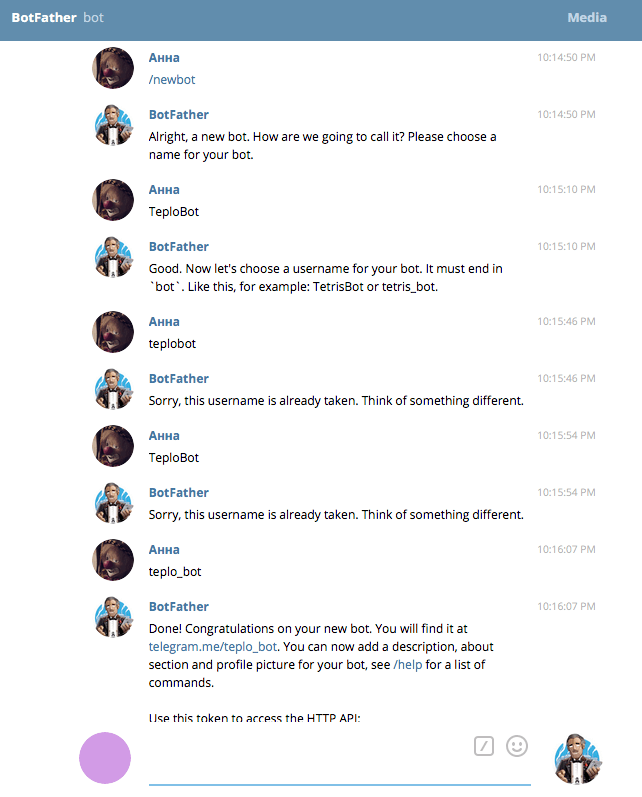 BotFather bot Media
Анна 10:14:50 PM
/newbot
BotFather 10:14:50 PM
Alright, a new bot. How are we going to call it? Please choose a
name for your bot.
Анна 10:15:10 PM
TeploBot
BotFather 10:15:10 PM
Good. Now let's choose a username for your bot. It must end in
`bot`. Like this, for example: TetrisBot or tetris_bot.
Анна 10:15:46 PM
teplobot
BotFather 10:15:46 PM
Sorry, this username is already taken. Think of something different.
Анна 10:15:54 PM
TeploBot
BotFather 10:15:54 PM
Sorry, this username is already taken. Think of something different.
Анна 10:16:07 PM
teplo_bot
BotFather 10:16:07 PM
Done! Congratulations on your new bot. You will find it at
telegram.me/teplo_bot. You can now add a description, about
section and profile picture for your bot, see /help for a list of
commands.
Use this token to access the HTTP API: